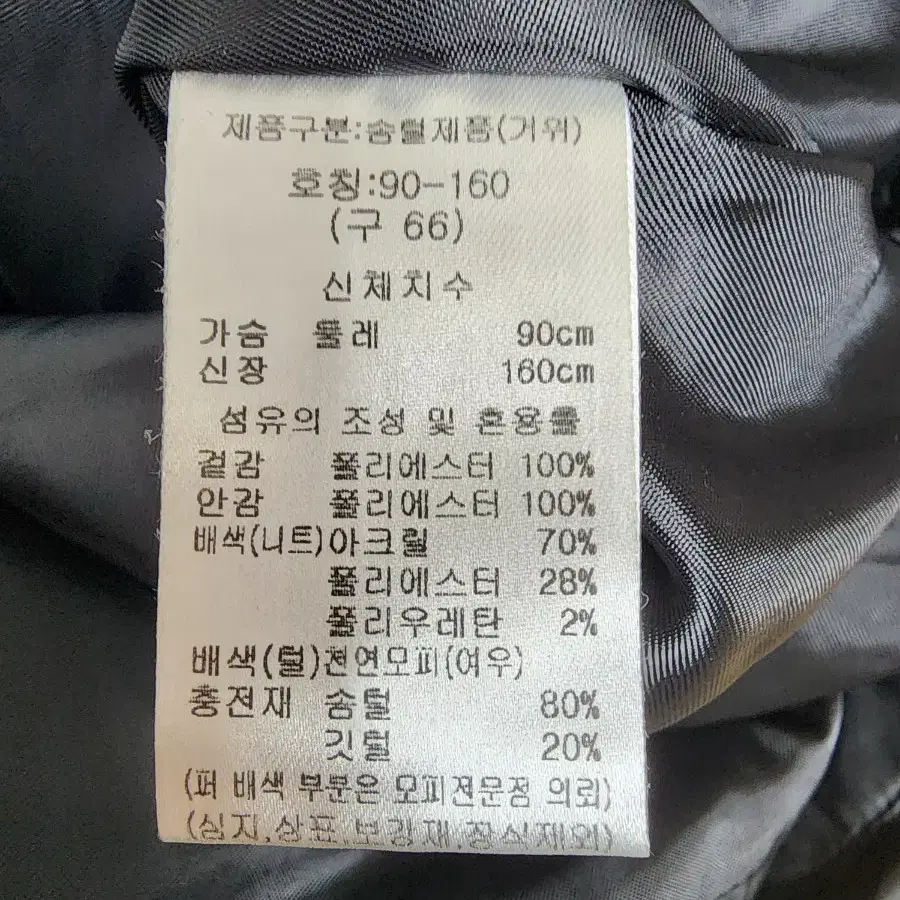 제품구분:솜털제품(거위)
호칭:90-160
(구 66)
신체치수
가슴 둘레 90cm
신장 160cm
섬유의 조성 및 혼용률
겉감 폴리에스터 100%
안감 폴리에스터 100%
배색(니트)아크릴 70%
폴리에스터 28%
폴리우레탄 2%
배색(털)천연모피(여우)
충전재 솜털 80%
깃털 20%
(퍼 배색 부분은 모피전문점 의뢰)
(심지,상표,보강재,장식제외)